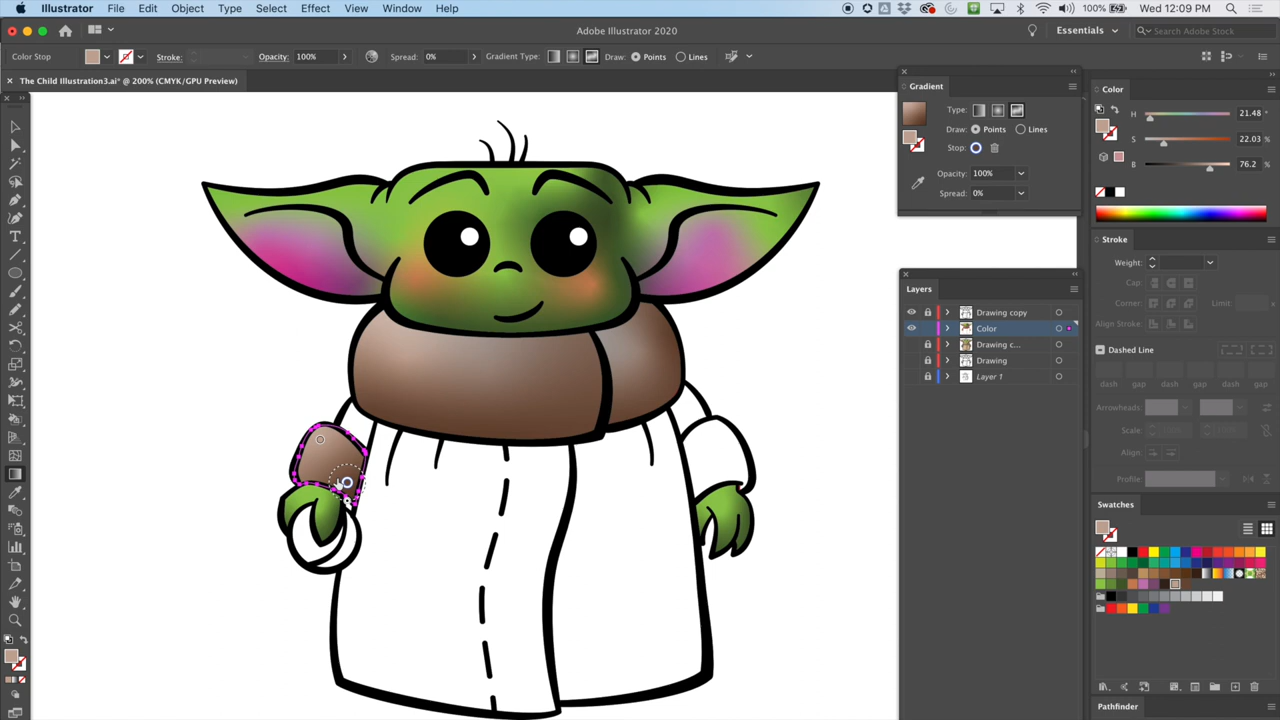 Illustrator File Edit Object Type Select Effect View Window Help 100% Wed 12:09 PM
Adobe Illustrator 2020 Essentials Search Adobe Stock
Color Stop Stroke: Opacity: 100% Spread: 0% Gradient Type: Draw: Points Lines
The Child Illustration3.ai* @ 200% (CMYK/GPU Preview)
Gradient
Type:
Draw: Points Lines
Stop:
Opacity: 100%
Spread: 0%
Layers
Drawing copy
Color
Drawing c...
Drawing
Layer 1
Color
H 21.48 °
S 22.03 %
B 76.2 %
Stroke
Weight:
Cap:
Corner: Limit:
Align Stroke:
Dashed Line
dash gap dash gap dash gap
Arrowheads:
Scale:
Align:
Profile:
Swatches
3/4
Pathfinder